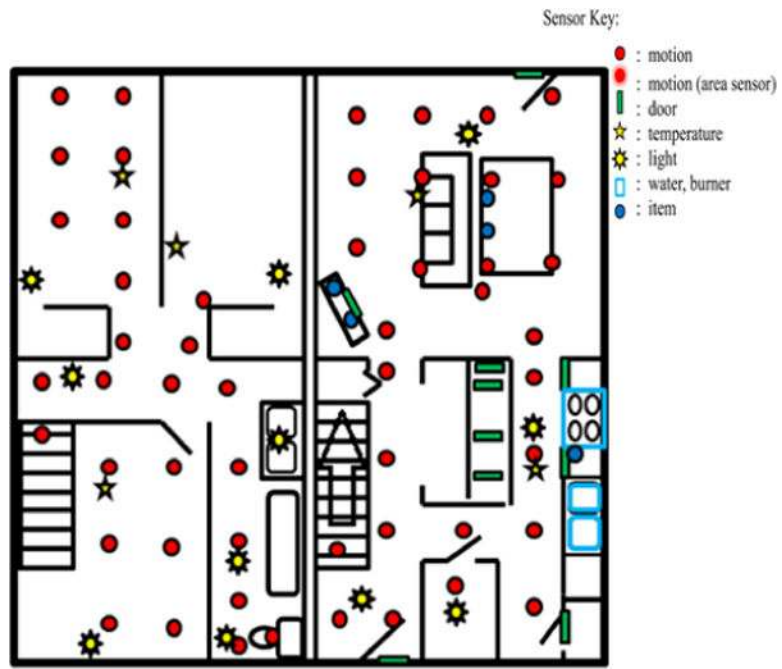 Sensor Key:
: motion
: motion (area sensor)
: door
: temperature
: light
: water, burner
: item